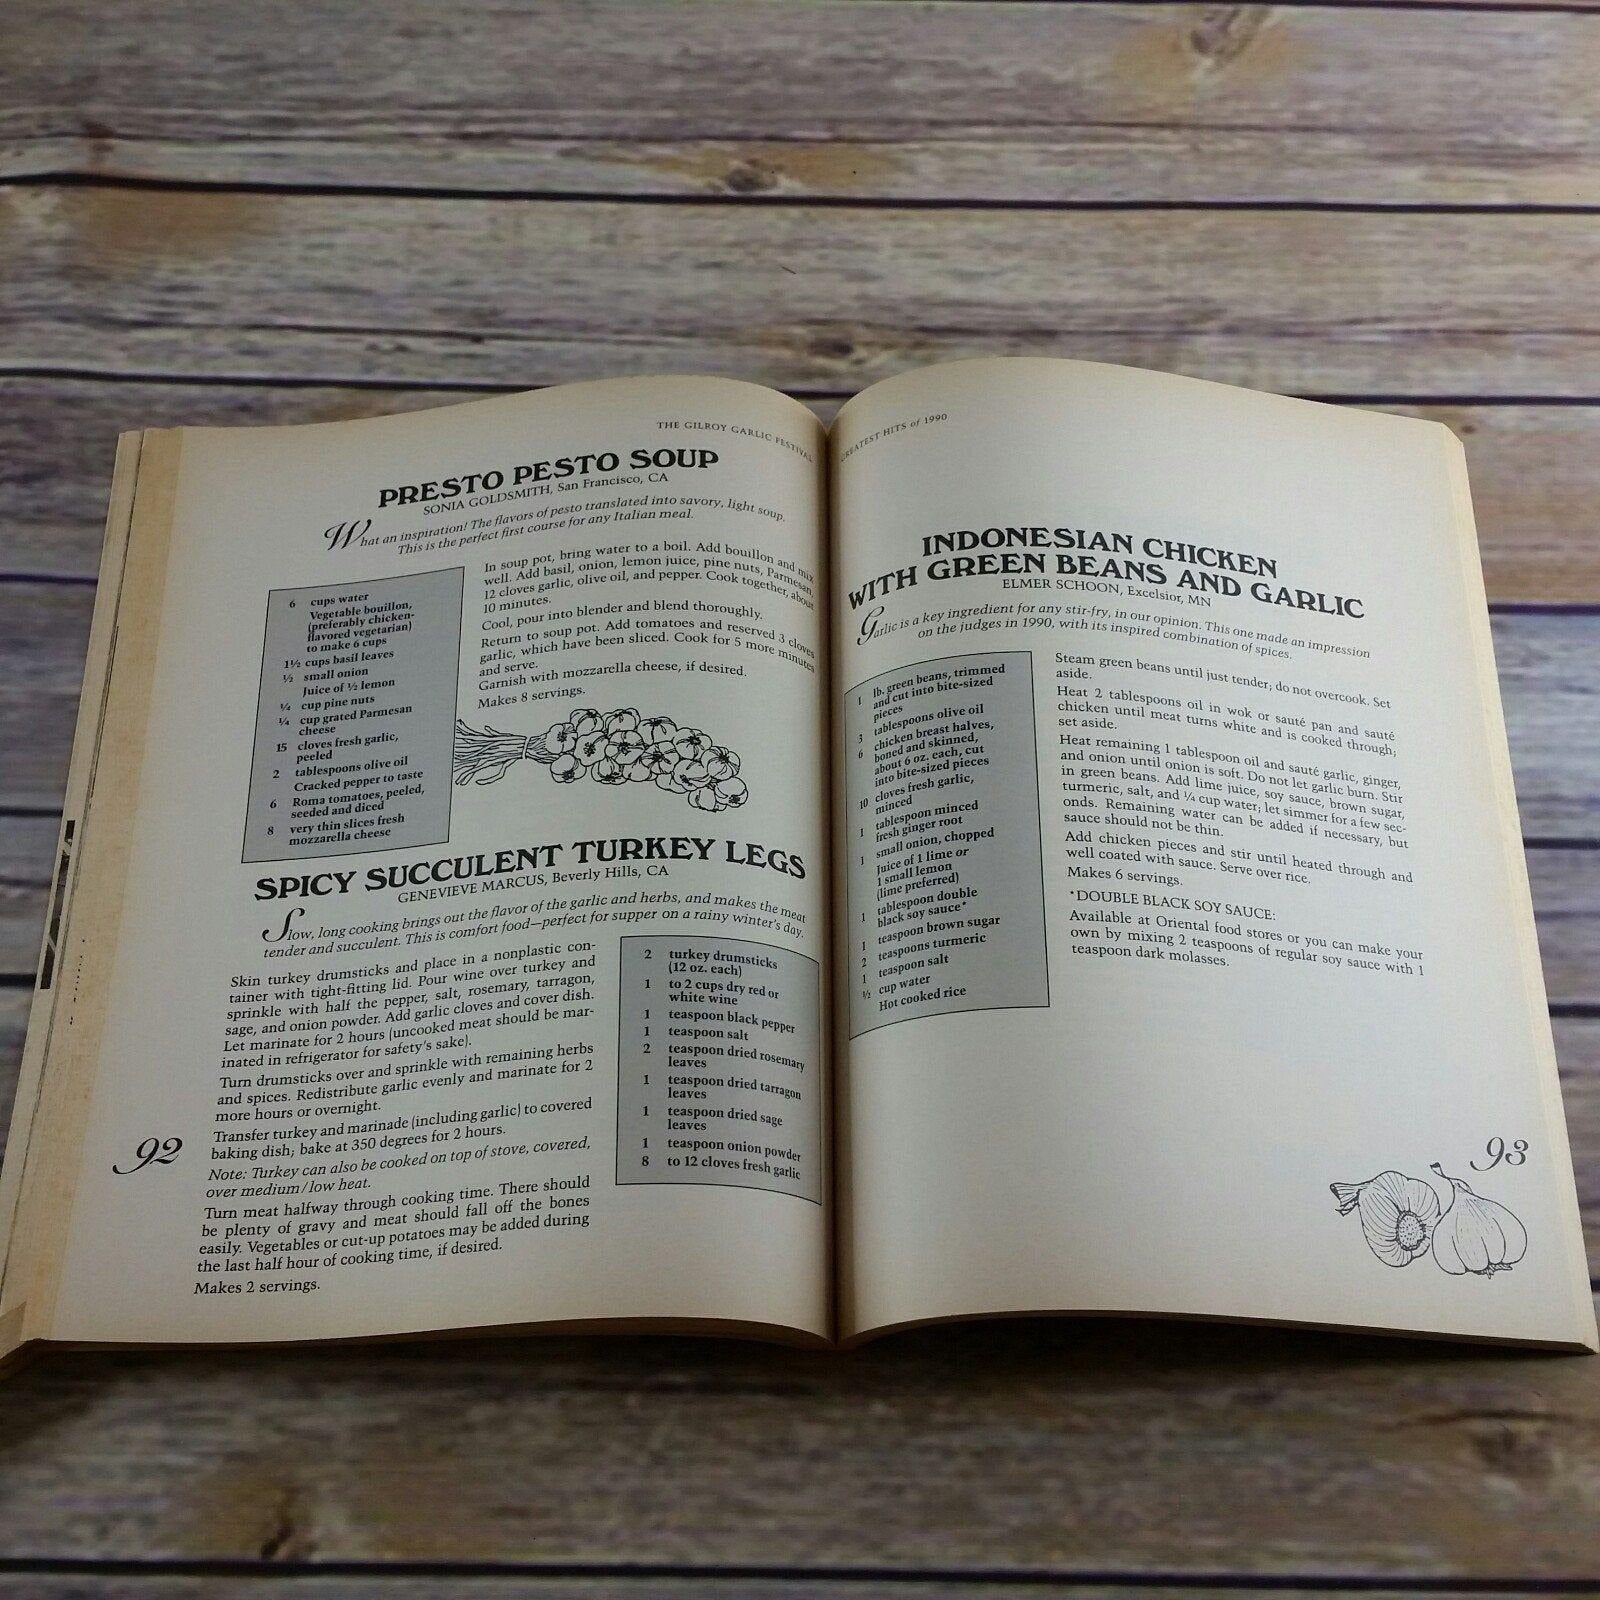 THE GILROY GARLIC FESTIVAL
PRESTO PESTO SOUP
SONIA GOLDSMITH, San Francisco, CA
What an inspiration! The flavors of pesto translated into savory, light soup.
This is the perfect first course for any Italian meal.
6 cups water
Vegetable bouillon,
(preferably chicken-
flavored vegetarian)
to make 6 cups
1½ cups basil leaves
½ small onion
Juice of ½ lemon
¼ cup pine nuts
¼ cup grated Parmesan
cheese
15 cloves fresh garlic,
peeled
2 tablespoons olive oil
Cracked pepper to taste
6 Roma tomatoes, peeled,
seeded and diced
8 very thin slices fresh
mozzarella cheese
In soup pot, bring water to a boil. Add bouillon and mix
well. Add basil, onion, lemon juice, pine nuts, Parmesan,
12 cloves garlic, olive oil, and pepper. Cook together, about
10 minutes.
Cool, pour into blender and blend thoroughly.
Return to soup pot. Add tomatoes and reserved 3 cloves
garlic, which have been sliced. Cook for 5 more minutes
and serve.
Garnish with mozzarella cheese, if desired.
Makes 8 servings.
SPICY SUCCULENT TURKEY LEGS
GENEVIEVE MARCUS, Beverly Hills, CA
Slow, long cooking brings out the flavor of the garlic and herbs, and makes the meat
tender and succulent. This is comfort food—perfect for supper on a rainy winter's day.
Skin turkey drumsticks and place in a nonplastic con-
tainer with tight-fitting lid. Pour wine over turkey and
sprinkle with half the pepper, salt, rosemary, tarragon,
sage, and onion powder. Add garlic cloves and cover dish.
Let marinate for 2 hours (uncooked meat should be mar-
inated in refrigerator for safety's sake).
Turn drumsticks over and sprinkle with remaining herbs
and spices. Redistribute garlic evenly and marinate for 2
more hours or overnight.
Transfer turkey and marinade (including garlic) to covered
baking dish; bake at 350 degrees for 2 hours.
Note: Turkey can also be cooked on top of stove, covered,
over medium/low heat.
Turn meat halfway through cooking time. There should
be plenty of gravy and meat should fall off the bones
easily. Vegetables or cut-up potatoes may be added during
the last half hour of cooking time, if desired.
Makes 2 servings.
2 turkey drumsticks
(12 oz. each)
1 to 2 cups dry red or
white wine
1 teaspoon black pepper
1 teaspoon salt
2 teaspoon dried rosemary
leaves
1 teaspoon dried tarragon
leaves
1 teaspoon dried sage
leaves
1 teaspoon onion powder
8 to 12 cloves fresh garlic
92
GREATEST HITS of 1990
INDONESIAN CHICKEN
WITH GREEN BEANS AND GARLIC
ELMER SCHOON, Excelsior, MN
Garlic is a key ingredient for any stir-fry, in our opinion. This one made an impression
on the judges in 1990, with its inspired combination of spices.
1 lb. green beans, trimmed
and cut into bite-sized
pieces
3 tablespoons olive oil
6 chicken breast halves,
boned and skinned,
about 6 oz. each, cut
into bite-sized pieces
10 cloves fresh garlic,
minced
1 tablespoon minced
fresh ginger root
1 small onion, chopped
Juice of 1 lime or
1 small lemon
(lime preferred)
1 tablespoon double
black soy sauce*
1 teaspoon brown sugar
2 teaspoons turmeric
1 teaspoon salt
½ cup water
Hot cooked rice
Steam green beans until just tender; do not overcook. Set
aside.
Heat 2 tablespoons oil in wok or sauté pan and sauté
chicken until meat turns white and is cooked through;
set aside.
Heat remaining 1 tablespoon oil and sauté garlic, ginger,
and onion until onion is soft. Do not let garlic burn. Stir
in green beans. Add lime juice, soy sauce, brown sugar,
turmeric, salt, and ¼ cup water; let simmer for a few sec-
onds. Remaining water can be added if necessary, but
sauce should not be thin.
Add chicken pieces and stir until heated through and
well coated with sauce. Serve over rice.
Makes 6 servings.
*DOUBLE BLACK SOY SAUCE:
Available at Oriental food stores or you can make your
own by mixing 2 teaspoons of regular soy sauce with 1
teaspoon dark molasses.
93